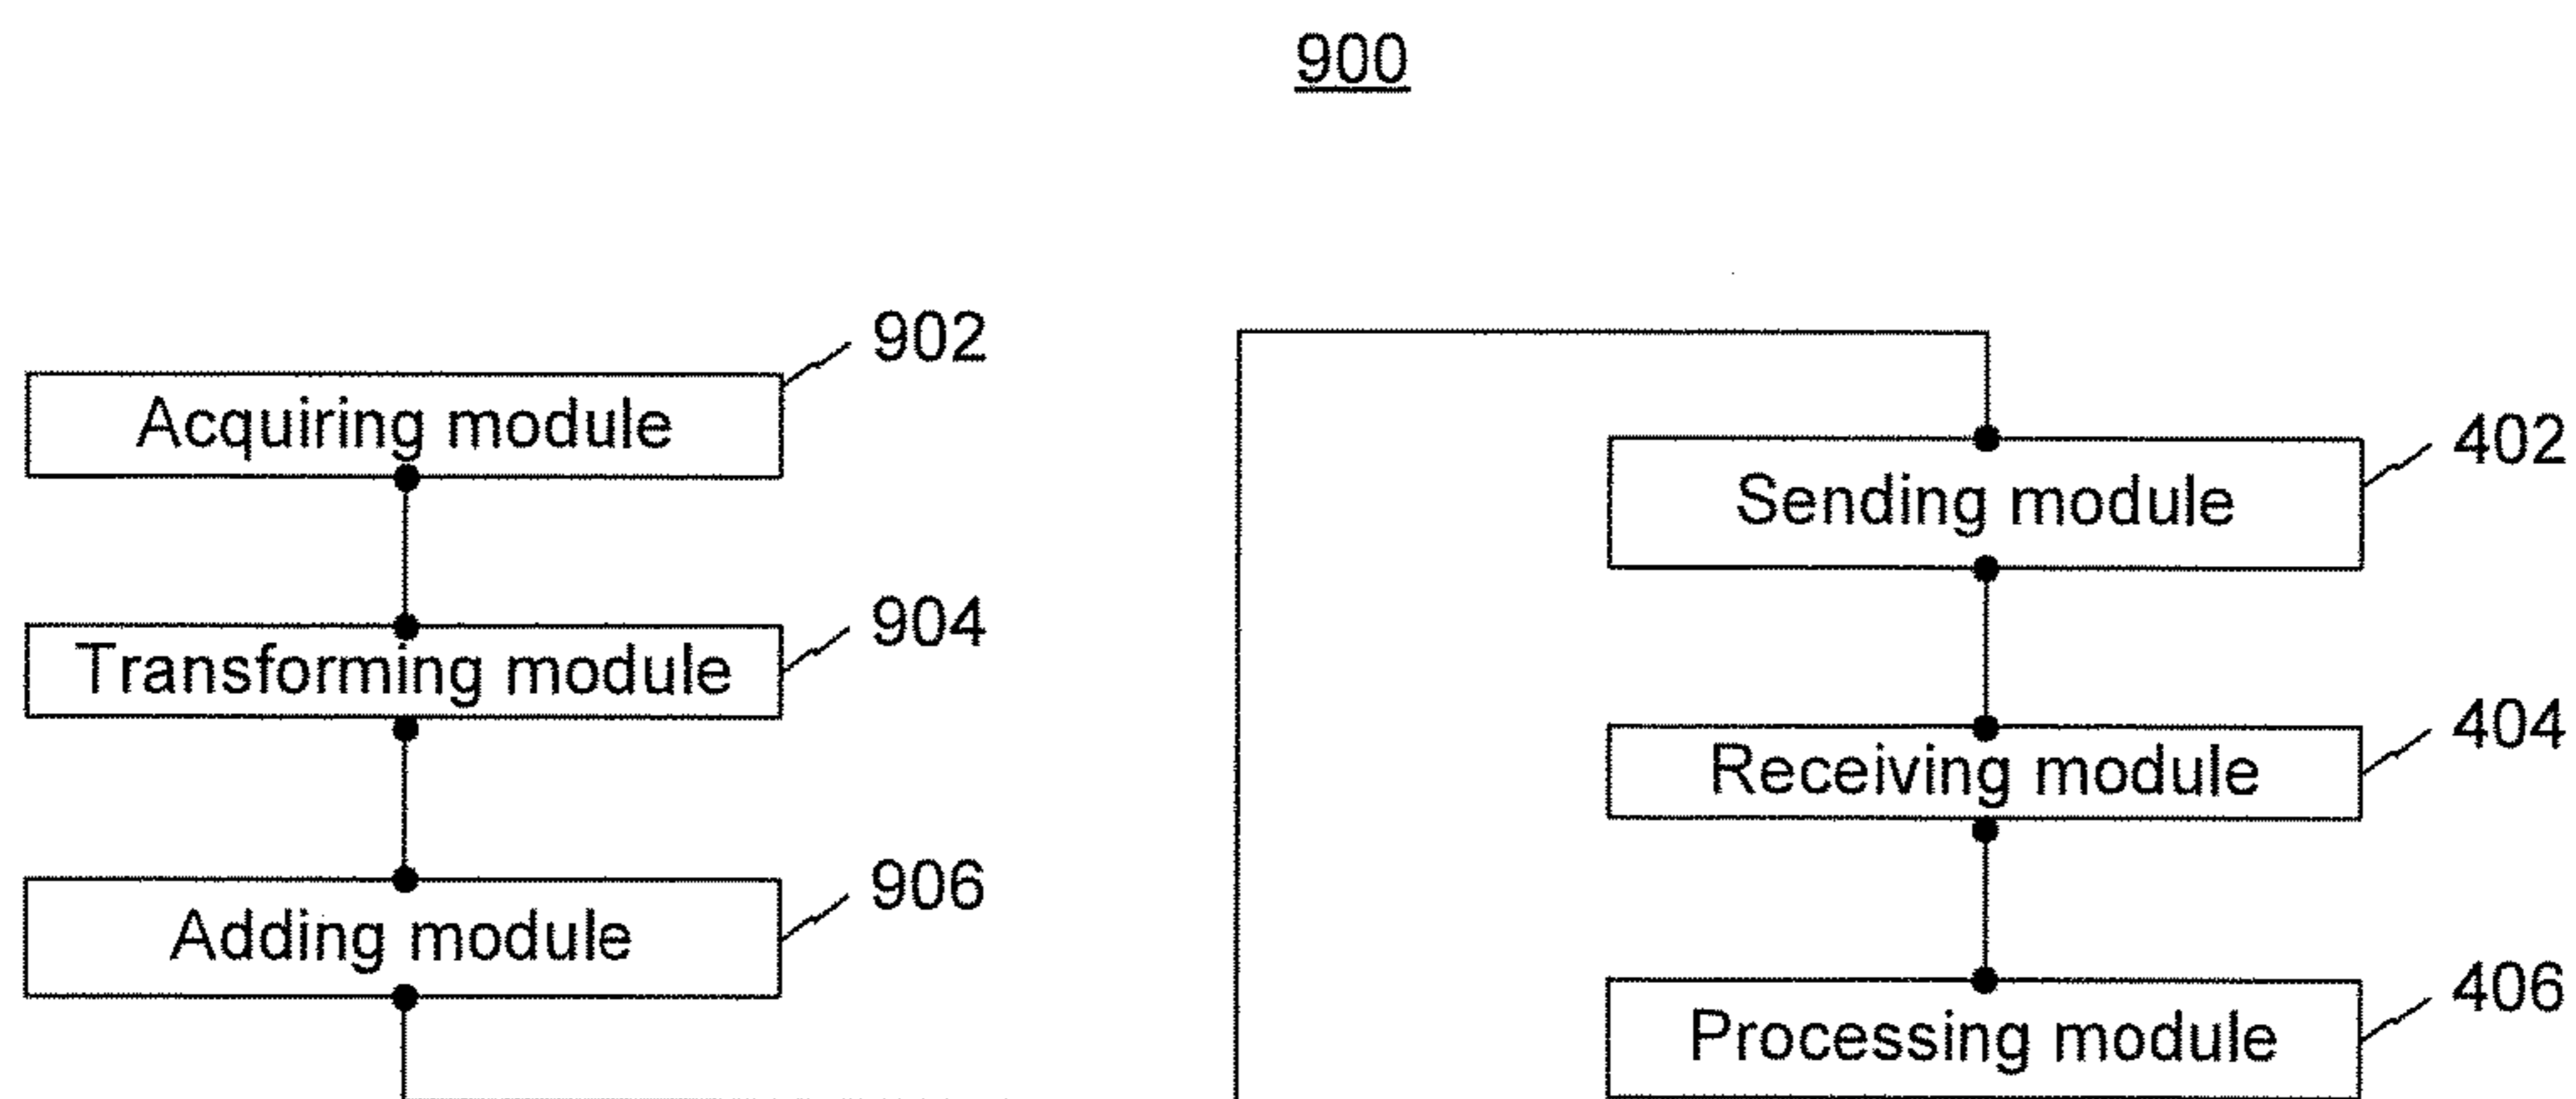 900
902
Acquiring module
904
Transforming module
906
Adding module
402
Sending module
404
Receiving module
406
Processing module